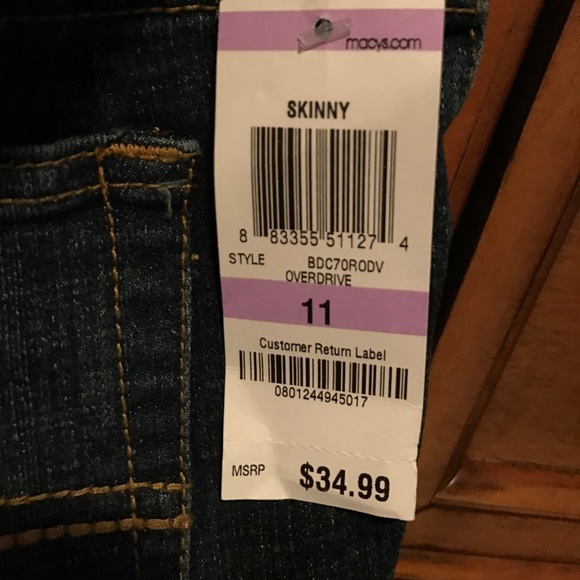 macys.com
SKINNY
8 83355 51127 4
STYLE BDC70RODV
OVERDRIVE
11
Customer Return Label
0801244945017
MSRP $34.99